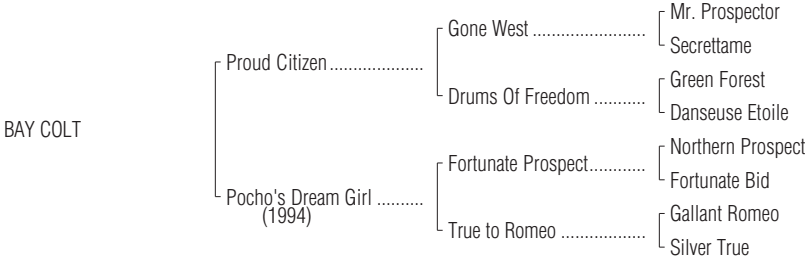 Mr. Prospector
Gone West ........................
Secrettame
Proud Citizen....................
Green Forest
Drums Of Freedom ...........
Danseuse Etoile
BAY COLT
Northern Prospect
Fortunate Prospect............
Fortunate Bid
Pocho's Dream Girl ..........
(1994)
Gallant Romeo
True to Romeo ..................
Silver True